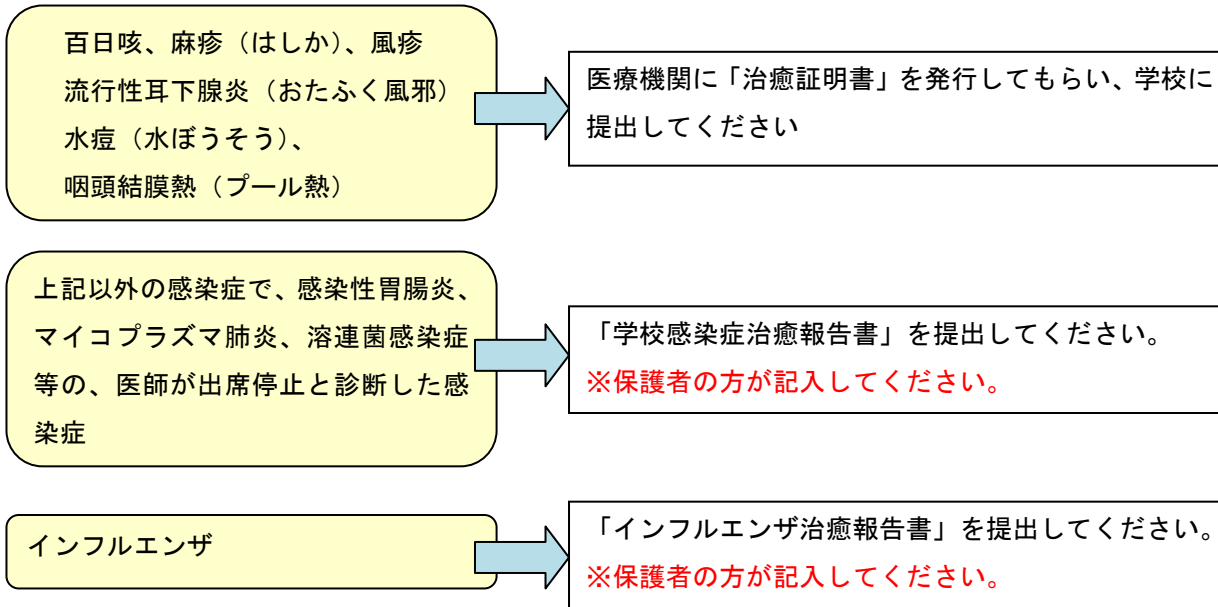 百日咳、麻疹（はしか）、風疹
流行性耳下腺炎（おたふく風邪）
水痘（水ぼうそう）、
咽頭結膜熱（プール熱）
医療機関に「治癒証明書」を発行してもらい、学校に
提出してください
上記以外の感染症で、感染性胃腸炎、
マイコプラズマ肺炎、溶連菌感染症
等の、医師が出席停止と診断した感
染症
「学校感染症治癒報告書」を提出してください。
※保護者の方が記入してください。
インフルエンザ
「インフルエンザ治癒報告書」を提出してください。
※保護者の方が記入してください。